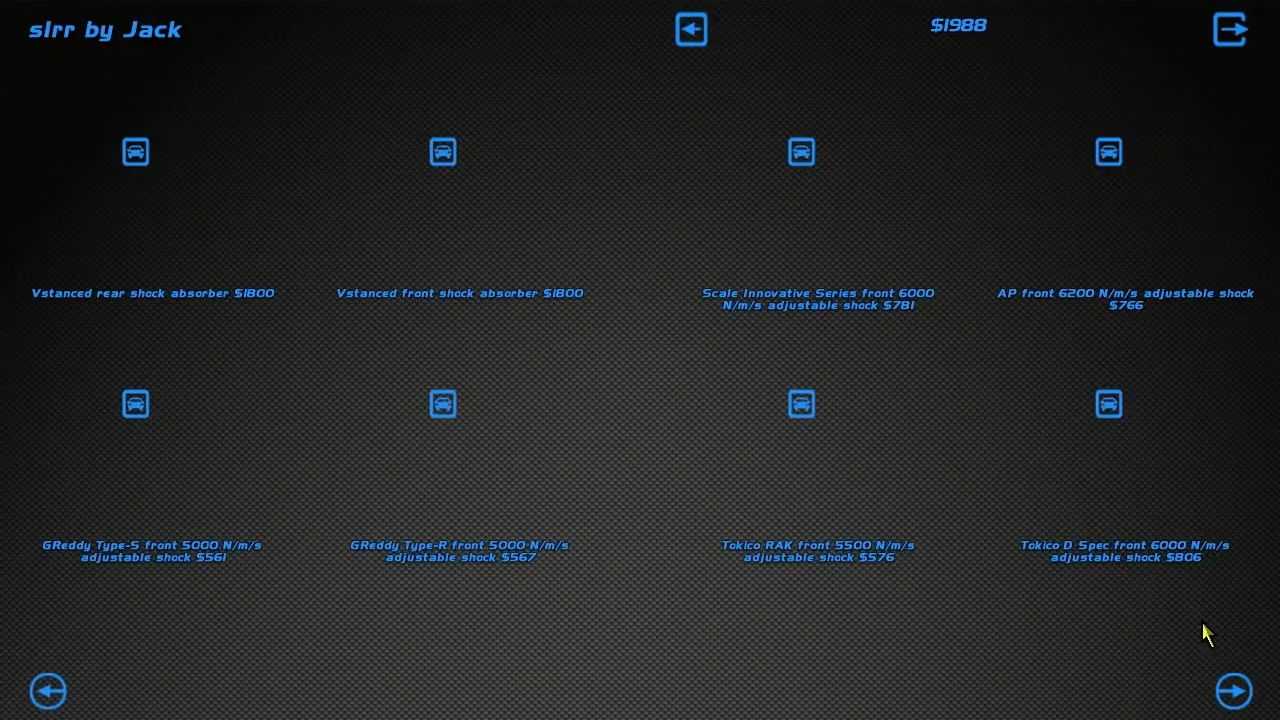 slrr by Jack
$1988
Vstanced rear shock absorber $1800
Vstanced front shock absorber $1800
Scale Innovative Series front 6000
N/m/s adjustable shock $781
AP front 6200 N/m/s adjustable shock
$766
GReddy Type-S front 5000 N/m/s
adjustable shock $561
GReddy Type-R front 5000 N/m/s
adjustable shock $567
Tokico RAK front 5500 N/m/s
adjustable shock $576
Tokico D Spec front 6000 N/m/s
adjustable shock $806